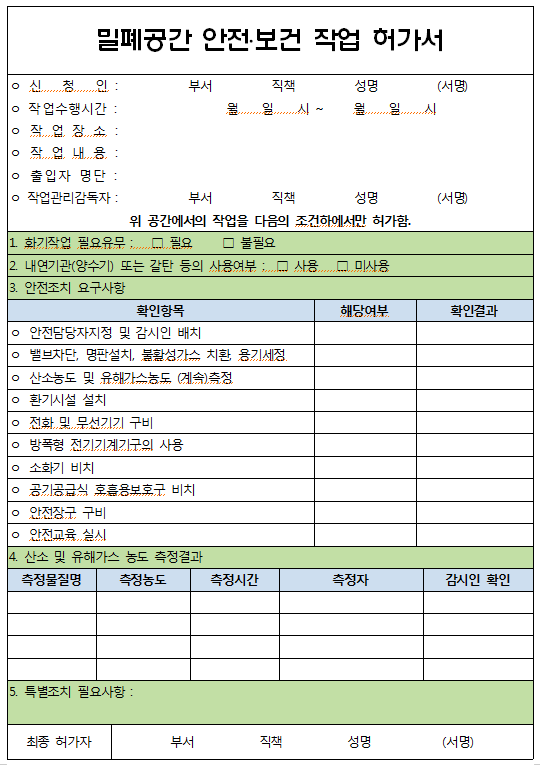 밀폐공간 안전·보건 작업 허가서
ㅇ 신 청 인 : 부서 직책 성명 (서명)
ㅇ 작업수행시간 : 월 일 시 ~ 월 일 시
ㅇ 작 업 장 소 :
ㅇ 작 업 내 용 :
ㅇ 출입자 명단 :
ㅇ 작업관리감독자 : 부서 직책 성명 (서명)
위 공간에서의 작업을 다음의 조건하에서만 허가함.
1. 화기작업 필요유무 : □ 필요 □ 불필요
2. 내연기관(양수기) 또는 갈탄 등의 사용여부 : □ 사용 □ 미사용
3. 안전조치 요구사항
확인항목 해당여부 확인결과
ㅇ 안전담당자지정 및 감시인 배치
ㅇ 밸브차단, 명판설치, 불활성가스 치환, 용기세정
ㅇ 산소농도 및 유해가스농도 (계속)측정
ㅇ 환기시설 설치
ㅇ 전화 및 무선기기 구비
ㅇ 방폭형 전기기계기구의 사용
ㅇ 소화기 비치
ㅇ 공기공급식 호흡용보호구 비치
ㅇ 안전장구 구비
ㅇ 안전교육 실시
4. 산소 및 유해가스 농도 측정결과
측정물질명 측정농도 측정시간 측정자 감시인 확인
5. 특별조치 필요사항 :
최종 허가자 부서 직책 성명 (서명)